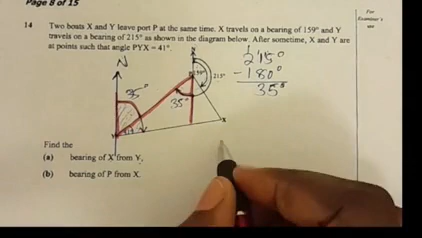 Page 8 of 15
For
Examiner's
use
14 Two boats X and Y leave port P at the same time. X travels on a bearing of 159° and Y
travels on a bearing of 215° as shown in the diagram below. After sometime, X and Y are
at points such that angle PYX = 41°.
N
N
215°
- 180°
35°
159°
215°
35°
35°
X
Find the
(a) bearing of X from Y,
(b) bearing of P from X.